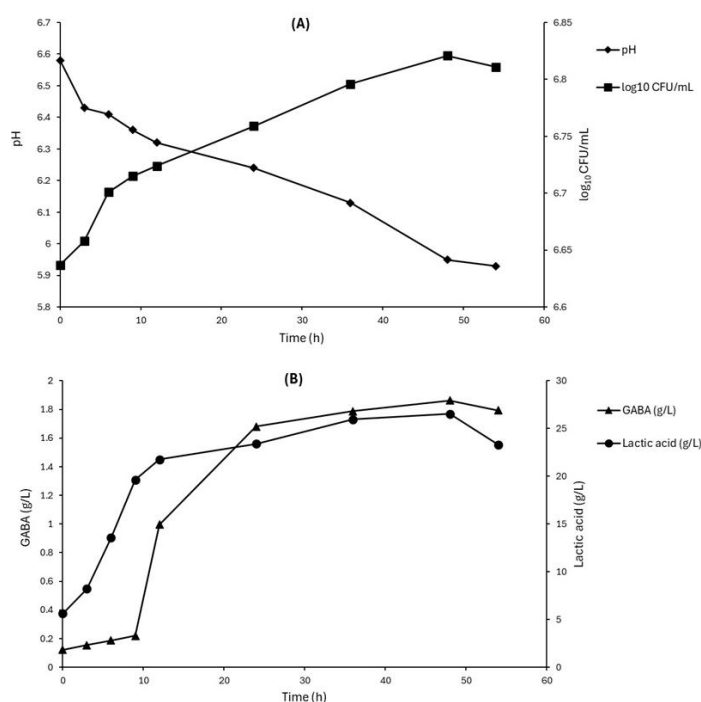 (A)
6.7
6.6
6.5
6.4
6.3
6.2
6.1
6
5.9
5.8
pH
6.85
6.8
6.75
6.7
6.65
6.6
log₁₀ CFU/mL
pH
log10 CFU/mL
0 10 20 30 40 50 60
Time (h)
(B)
2
1.8
1.6
1.4
1.2
1
0.8
0.6
0.4
0.2
0
GABA (g/L)
30
25
20
15
10
5
0
Lactic acid (g/L)
GABA (g/L)
Lactic acid (g/L)
0 10 20 30 40 50 60
Time (h)